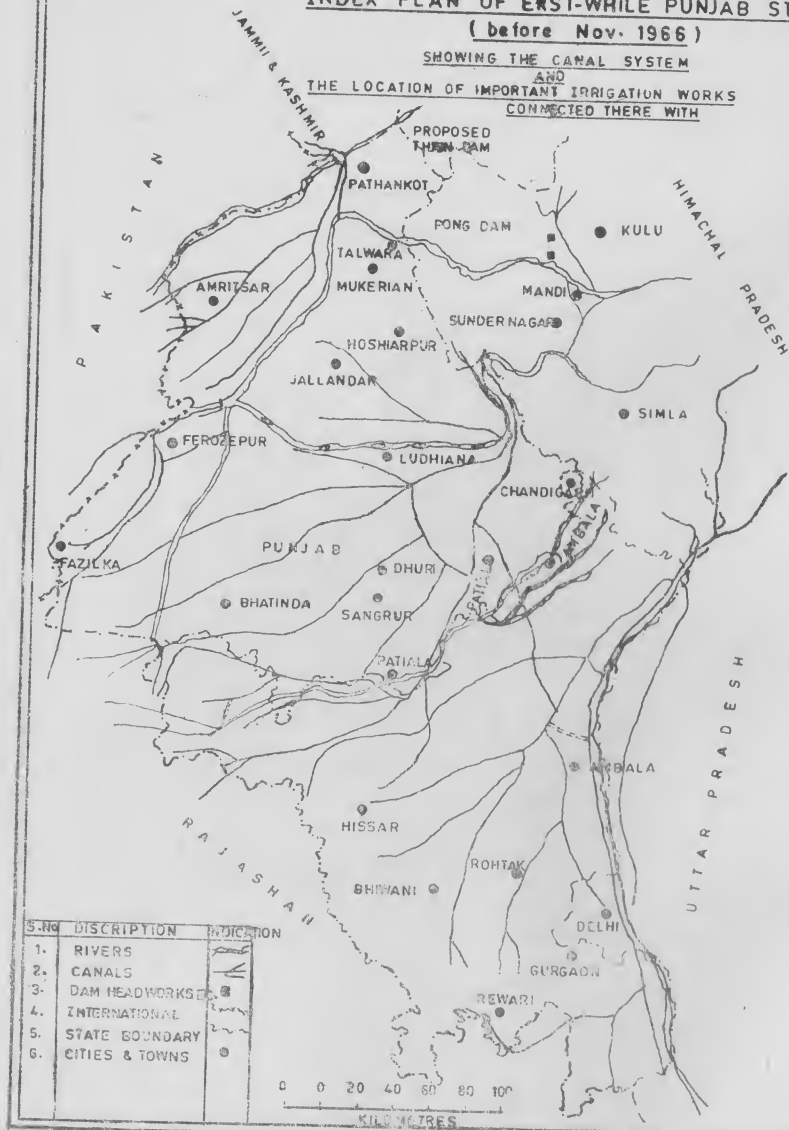 INDEX PLAN OF ERST-WHILE PUNJAB ST
( before Nov. 1966 )
SHOWING THE CANAL SYSTEM
AND
THE LOCATION OF IMPORTANT IRRIGATION WORKS
CONNECTED THERE WITH
JAMMU & KASHMIR
PROPOSED
THEIN DAM
PATHANKOT
PAKISTAN
HIMACHAL PRADESH
PONG DAM
KULU
TALWARA
MUKERIAN
AMRITSAR
MANDI
SUNDERNAGAR
HOSHIARPUR
JALLANDAR
SIMLA
FEROZEPUR
LUDHIANA
CHANDIGARH
AMBALA
PUNJAB
FAZILKA
DHURI
PATIALA
BHATINDA
SANGRUR
PATIALA
UTTAR PRADESH
AMBALA
HISSAR
RAJASHAN
ROHTAK
BHIWANI
DELHI
GURGAON
REWARI
S.No DISCRIPTION INDICATION
1. RIVERS
2. CANALS
3. DAM HEADWORKS
4. INTERNATIONAL
5. STATE BOUNDARY
6. CITIES & TOWNS
0 0 20 40 60 80 100
KILOMETRES